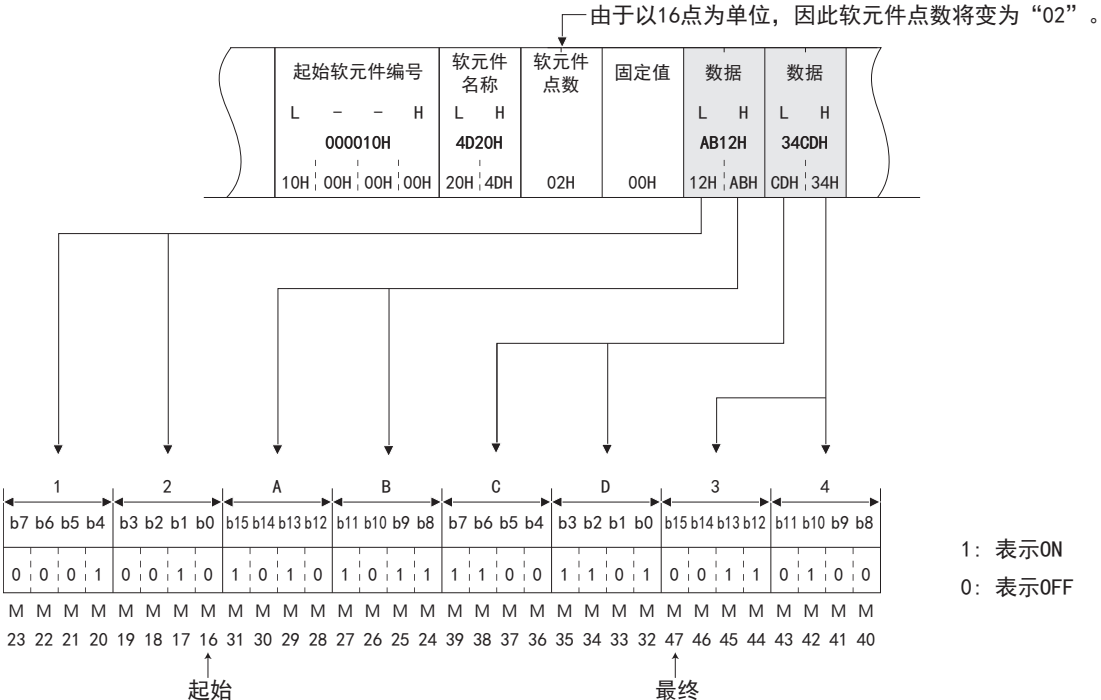 由于以16点为单位，因此软元件点数将变为“02”。
起始软元件编号 软元件名称 软元件点数 固定值 数据 数据
L - - H L H L H L H
000010H 4D20H AB12H 34CDH
10H 00H 00H 00H 20H 4DH 02H 00H 12H ABH CDH 34H
1 2 A B C D 3 4
b7 b6 b5 b4 b3 b2 b1 b0 b15 b14 b13 b12 b11 b10 b9 b8 b7 b6 b5 b4 b3 b2 b1 b0 b15 b14 b13 b12 b11 b10 b9 b8
0 0 0 1 0 0 1 0 1 0 1 0 1 0 1 1 1 1 0 0 1 1 0 1 0 0 1 1 0 1 0 0
M M M M M M M M M M M M M M M M M M M M M M M M M M M M M M M M
23 22 21 20 19 18 17 16 31 30 29 28 27 26 25 24 39 38 37 36 35 34 33 32 47 46 45 44 43 42 41 40
起始 最终
1：表示ON
0：表示OFF